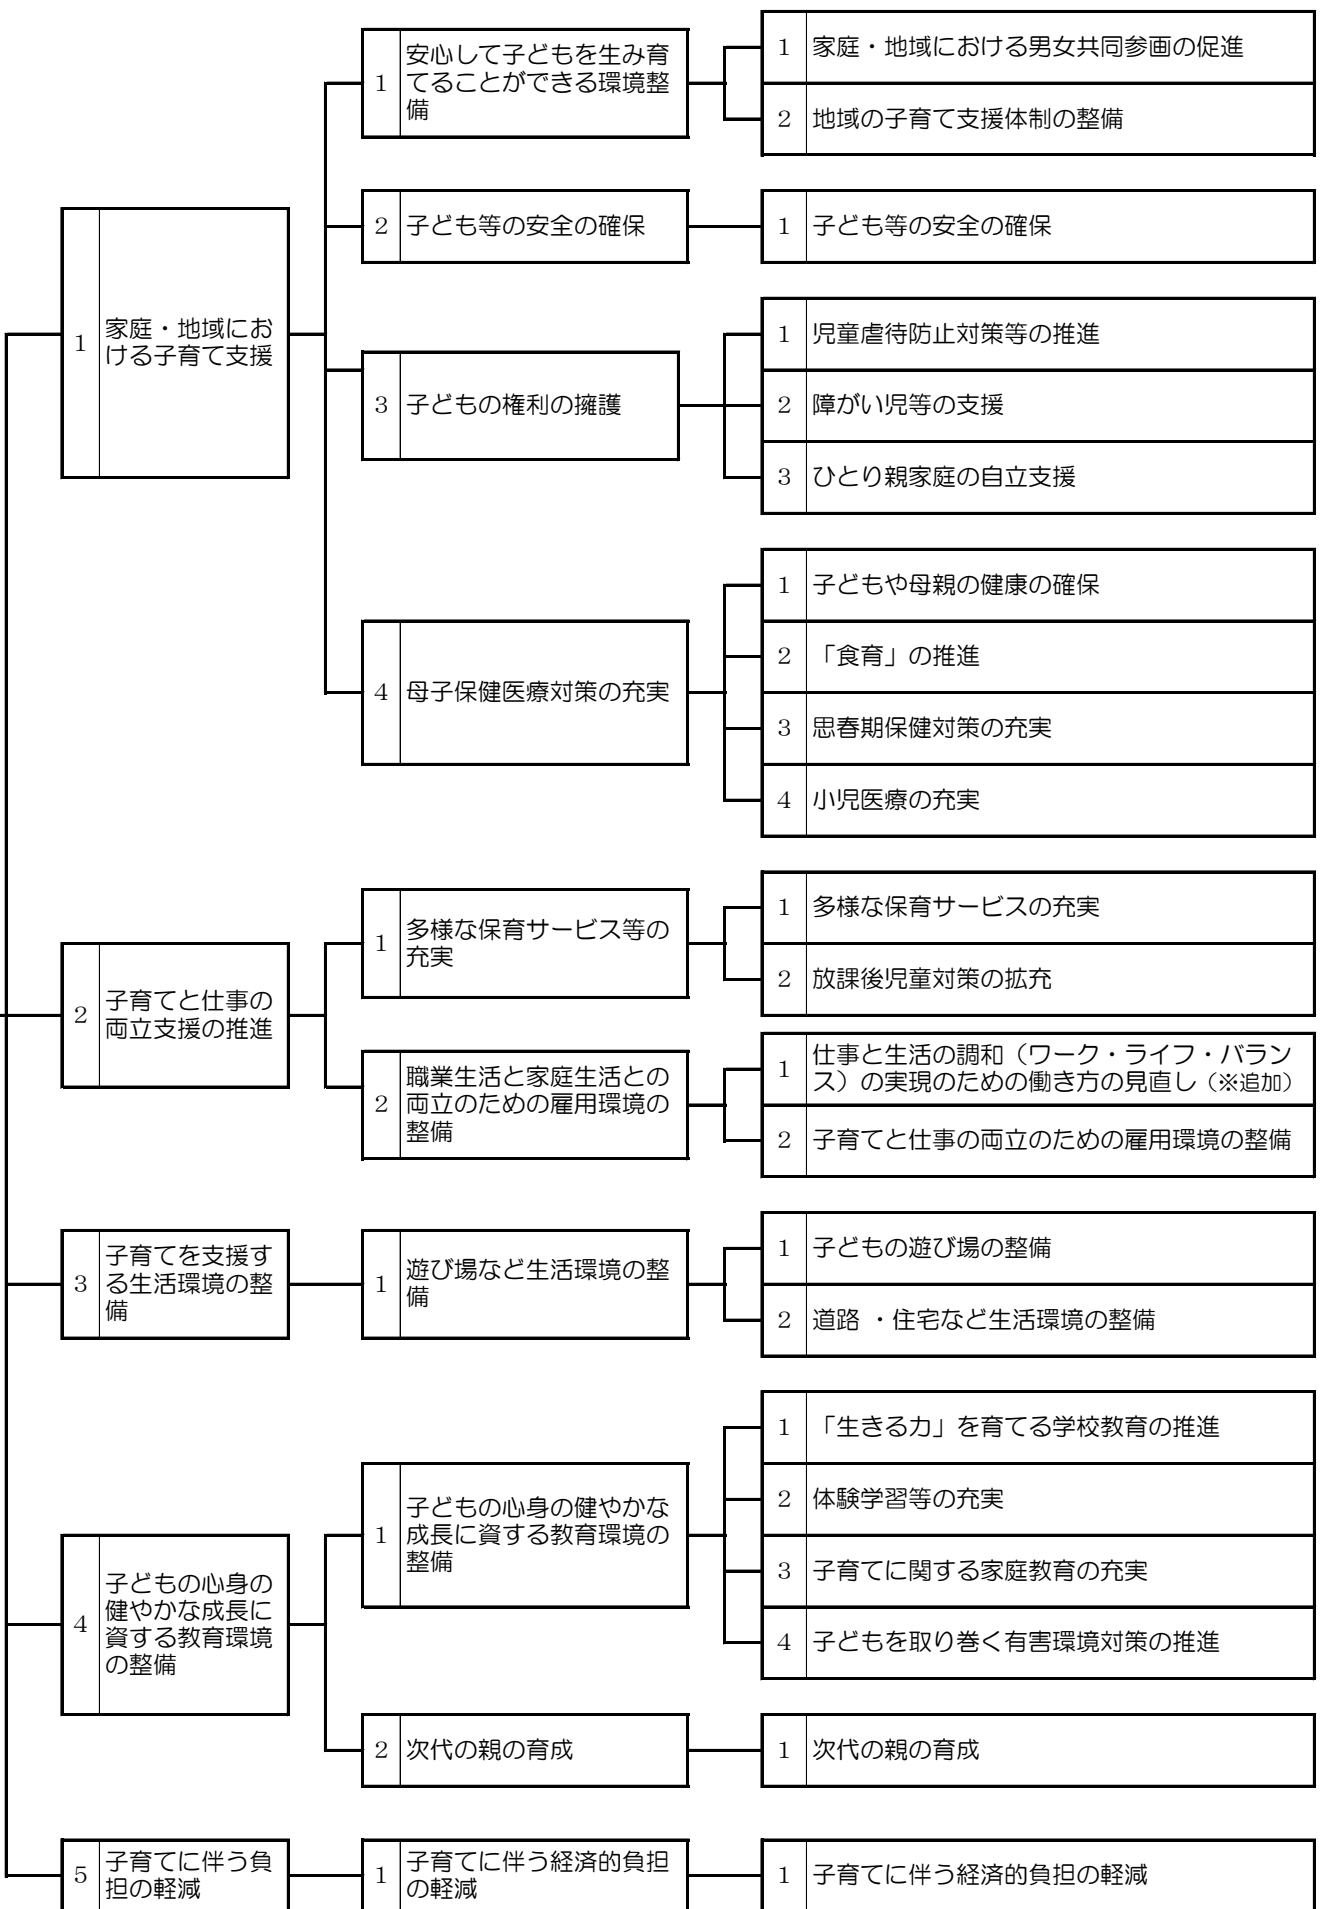 1 家庭・地域にお
ける子育て支援
1 安心して子どもを生み育
てることができる環境整
備
1 家庭・地域における男女共同参画の促進
2 地域の子育て支援体制の整備
2 子ども等の安全の確保
1 子ども等の安全の確保
3 子どもの権利の擁護
1 児童虐待防止対策等の推進
2 障がい児等の支援
3 ひとり親家庭の自立支援
4 母子保健医療対策の充実
1 子どもや母親の健康の確保
2 「食育」の推進
3 思春期保健対策の充実
4 小児医療の充実
2 子育てと仕事の
両立支援の推進
1 多様な保育サービス等の
充実
1 多様な保育サービスの充実
2 放課後児童対策の拡充
2 職業生活と家庭生活との
両立のための雇用環境の
整備
1 仕事と生活の調和（ワーク・ライフ・バラン
ス）の実現のための働き方の見直し（※追加）
2 子育てと仕事の両立のための雇用環境の整備
3 子育てを支援す
る生活環境の整
備
1 遊び場など生活環境の整
備
1 子どもの遊び場の整備
2 道路 ・住宅など生活環境の整備
4 子どもの心身の
健やかな成長に
資する教育環境
の整備
1 子どもの心身の健やかな
成長に資する教育環境の
整備
1 「生きる力」を育てる学校教育の推進
2 体験学習等の充実
3 子育てに関する家庭教育の充実
4 子どもを取り巻く有害環境対策の推進
2 次代の親の育成
1 次代の親の育成
5 子育てに伴う負
担の軽減
1 子育てに伴う経済的負担
の軽減
1 子育てに伴う経済的負担の軽減